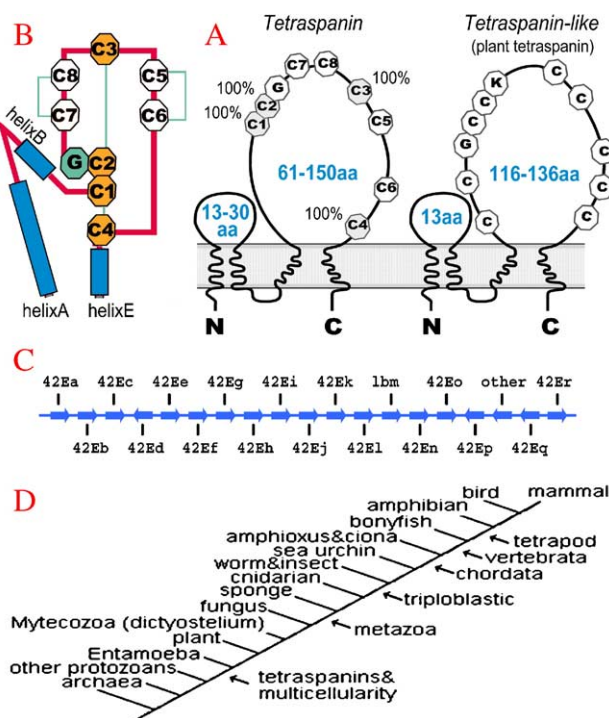 B
C3
C8
C5
C7
C6
G
C2
C1
C4
helixB
helixA
helixE
A
Tetraspanin
Tetraspanin-like
(plant tetraspanin)
100%
100%
100%
100%
C1
C2
G
C7
C8
C3
C5
C6
C4
61-150aa
13-30
aa
N
C
K
C
C
G
C
C
C
C
C
C
C
C
116-136aa
13aa
N
C
C
42Ea
42Ec
42Ee
42Eg
42Ei
42Ek
lbm
42Eo
other
42Er
42Eb
42Ed
42Ef
42Eh
42Ej
42El
42En
42Ep
42Eq
D
bird
mammal
amphibian
bonyfish
tetrapod
amphioxus&ciona
vertebrata
sea urchin
chordata
worm&insect
cnidarian
triploblastic
sponge
fungus
metazoa
Mytecozoa (dictyostelium)
plant
Entamoeba
other protozoans
tetraspanins&
multicellularity
archaea